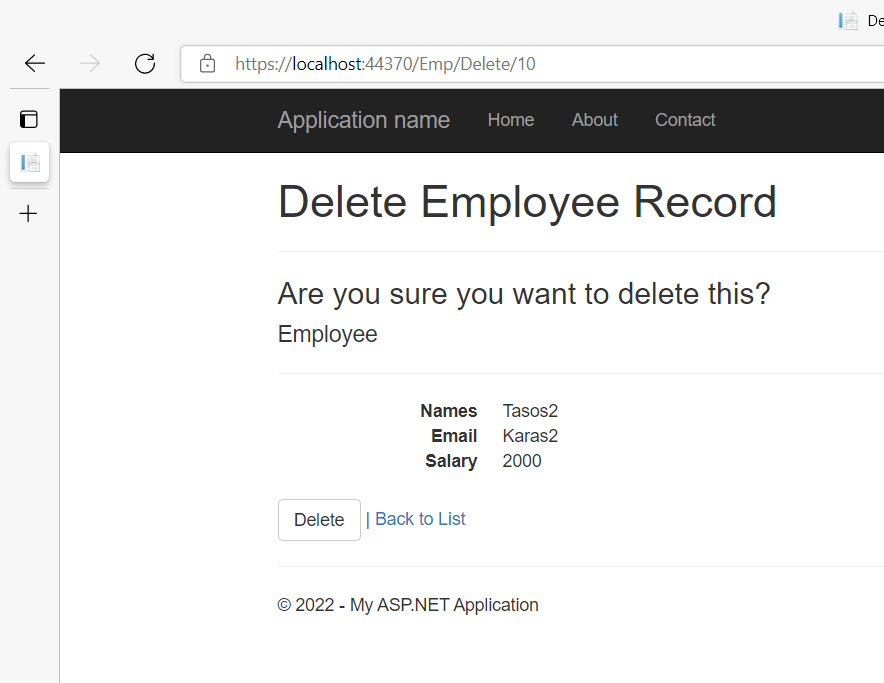 De
https://localhost:44370/Emp/Delete/10
Application name Home About Contact
Delete Employee Record
Are you sure you want to delete this?
Employee
Names Tasos2
Email Karas2
Salary 2000
Delete | Back to List
© 2022 - My ASP.NET Application